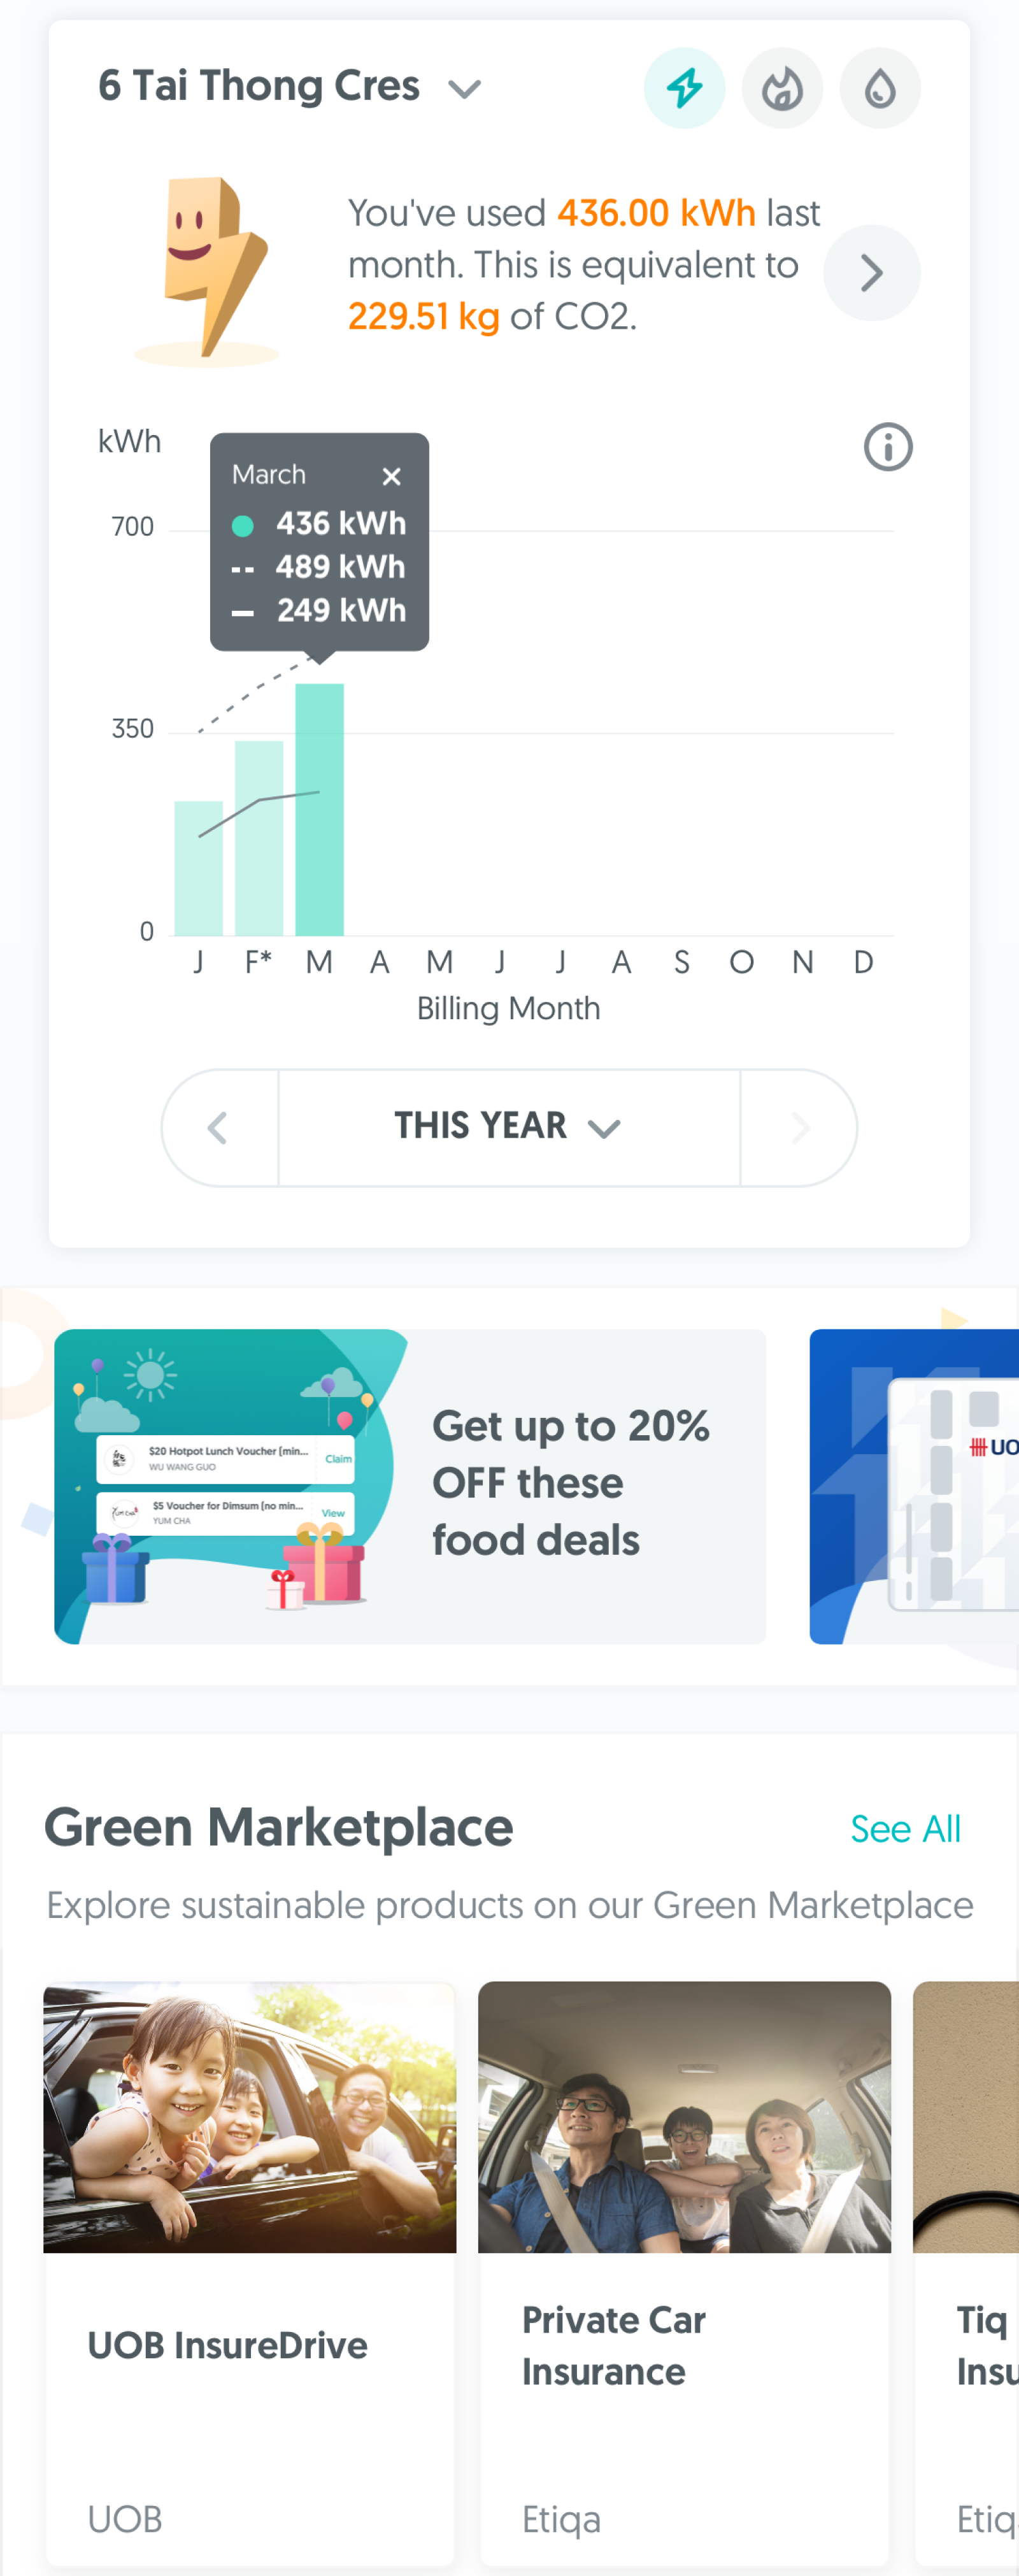 6 Tai Thong Cres
You've used 436.00 kWh last
month. This is equivalent to
229.51 kg of CO2.
kWh
March ×
436 kWh
-- 489 kWh
– 249 kWh
700
350
0
J F* M A M J J A S O N D
Billing Month
THIS YEAR
$20 Hotpot Lunch Voucher (min...
WU WANG GUO
Claim
$5 Voucher for Dimsum (no min...
YUM CHA
View
Get up to 20%
OFF these
food deals
UO
Green Marketplace
See All
Explore sustainable products on our Green Marketplace
UOB InsureDrive
UOB
Private Car
Insurance
Etiqa
Tiq
Insu
Etiq